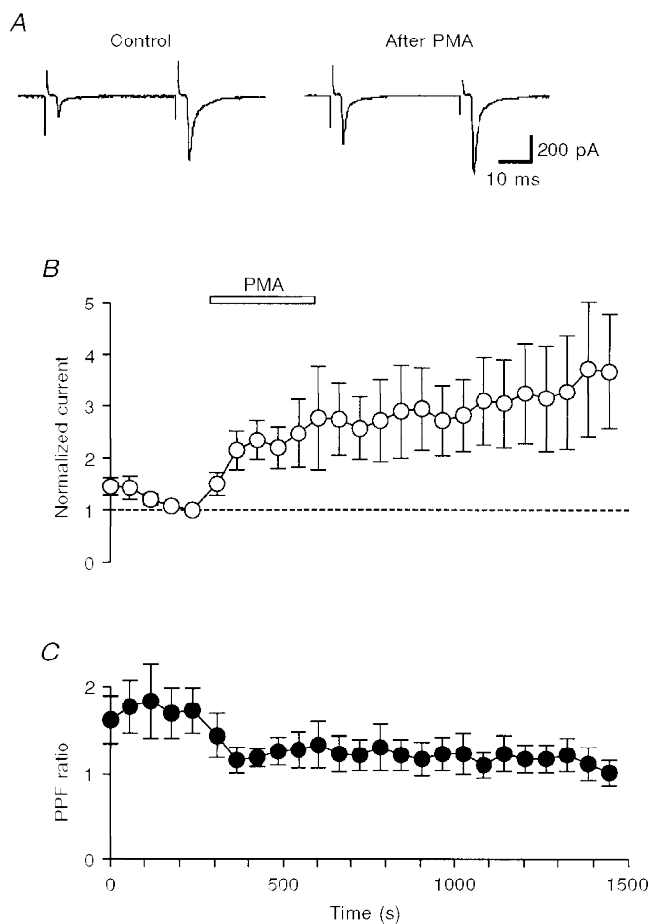 A
Control
After PMA
200 pA
10 ms
B
PMA
5
4
3
2
1
0
Normalized current
C
2
1
0
PPF ratio
0
500
1000
1500
Time (s)